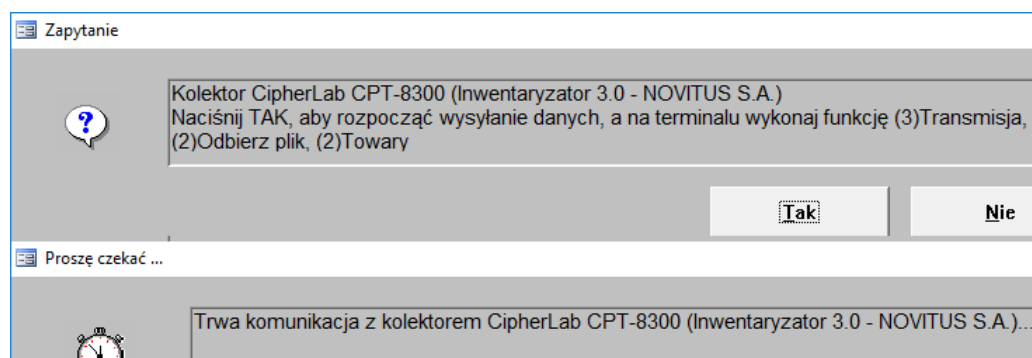 Zapytanie
Kolektor CipherLab CPT-8300 (Inwentaryzator 3.0 - NOVITUS S.A.)
Naciśnij TAK, aby rozpocząć wysyłanie danych, a na terminalu wykonaj funkcję (3)Transmisja,
(2)Odbierz plik, (2)Towary
Tak Nie
Proszę czekać ...
Trwa komunikacja z kolektorem CipherLab CPT-8300 (Inwentaryzator 3.0 - NOVITUS S.A.)...